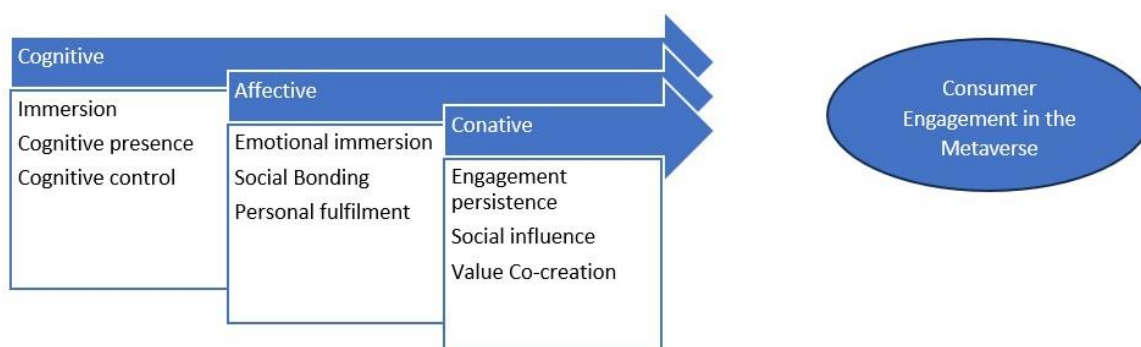 Cognitive
Immersion
Cognitive presence
Cognitive control
Affective
Emotional immersion
Social Bonding
Personal fulfilment
Conative
Engagement
persistence
Social influence
Value Co-creation
Consumer
Engagement in the
Metaverse